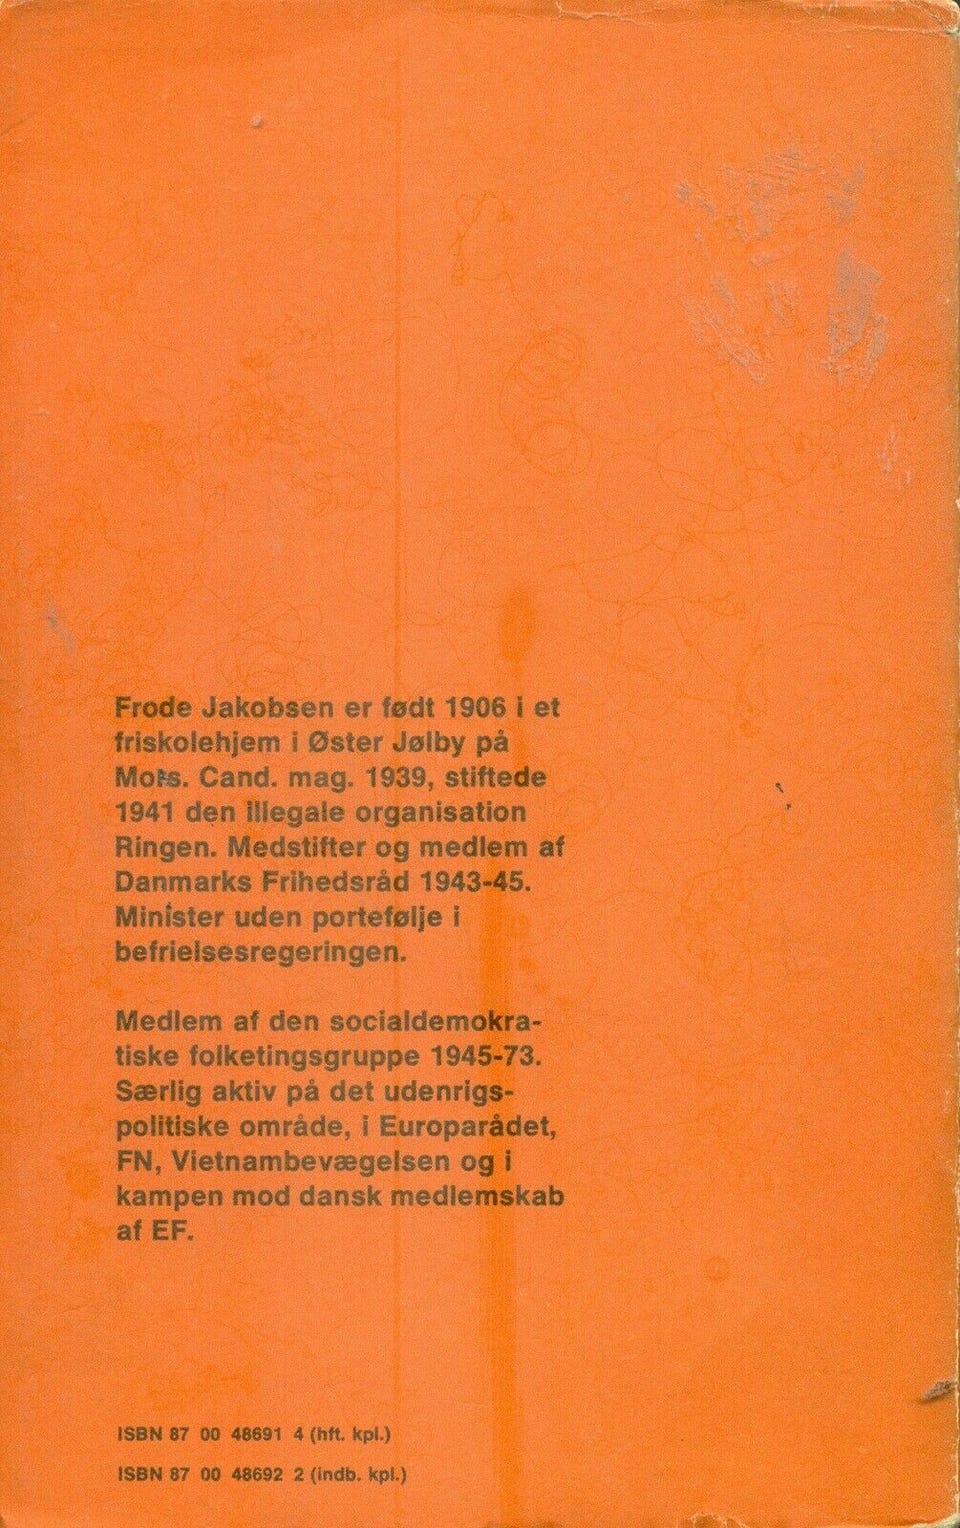 Frode Jakobsen er født 1906 i et
friskolehjem i Øster Jølby på
Mors. Cand. mag. 1939, stiftede
1941 den illegale organisation
Ringen. Medstifter og medlem af
Danmarks Frihedsråd 1943-45.
Minister uden portefølje i
befrielsesregeringen.
Medlem af den socialdemokra-
tiske folketingsgruppe 1945-73.
Særlig aktiv på det udenrigs-
politiske område, i Europarådet,
FN, Vietnambevægelsen og i
kampen mod dansk medlemskab
af EF.
ISBN 87 00 48691 4 (hft. kpl.)
ISBN 87 00 48692 2 (indb. kpl.)